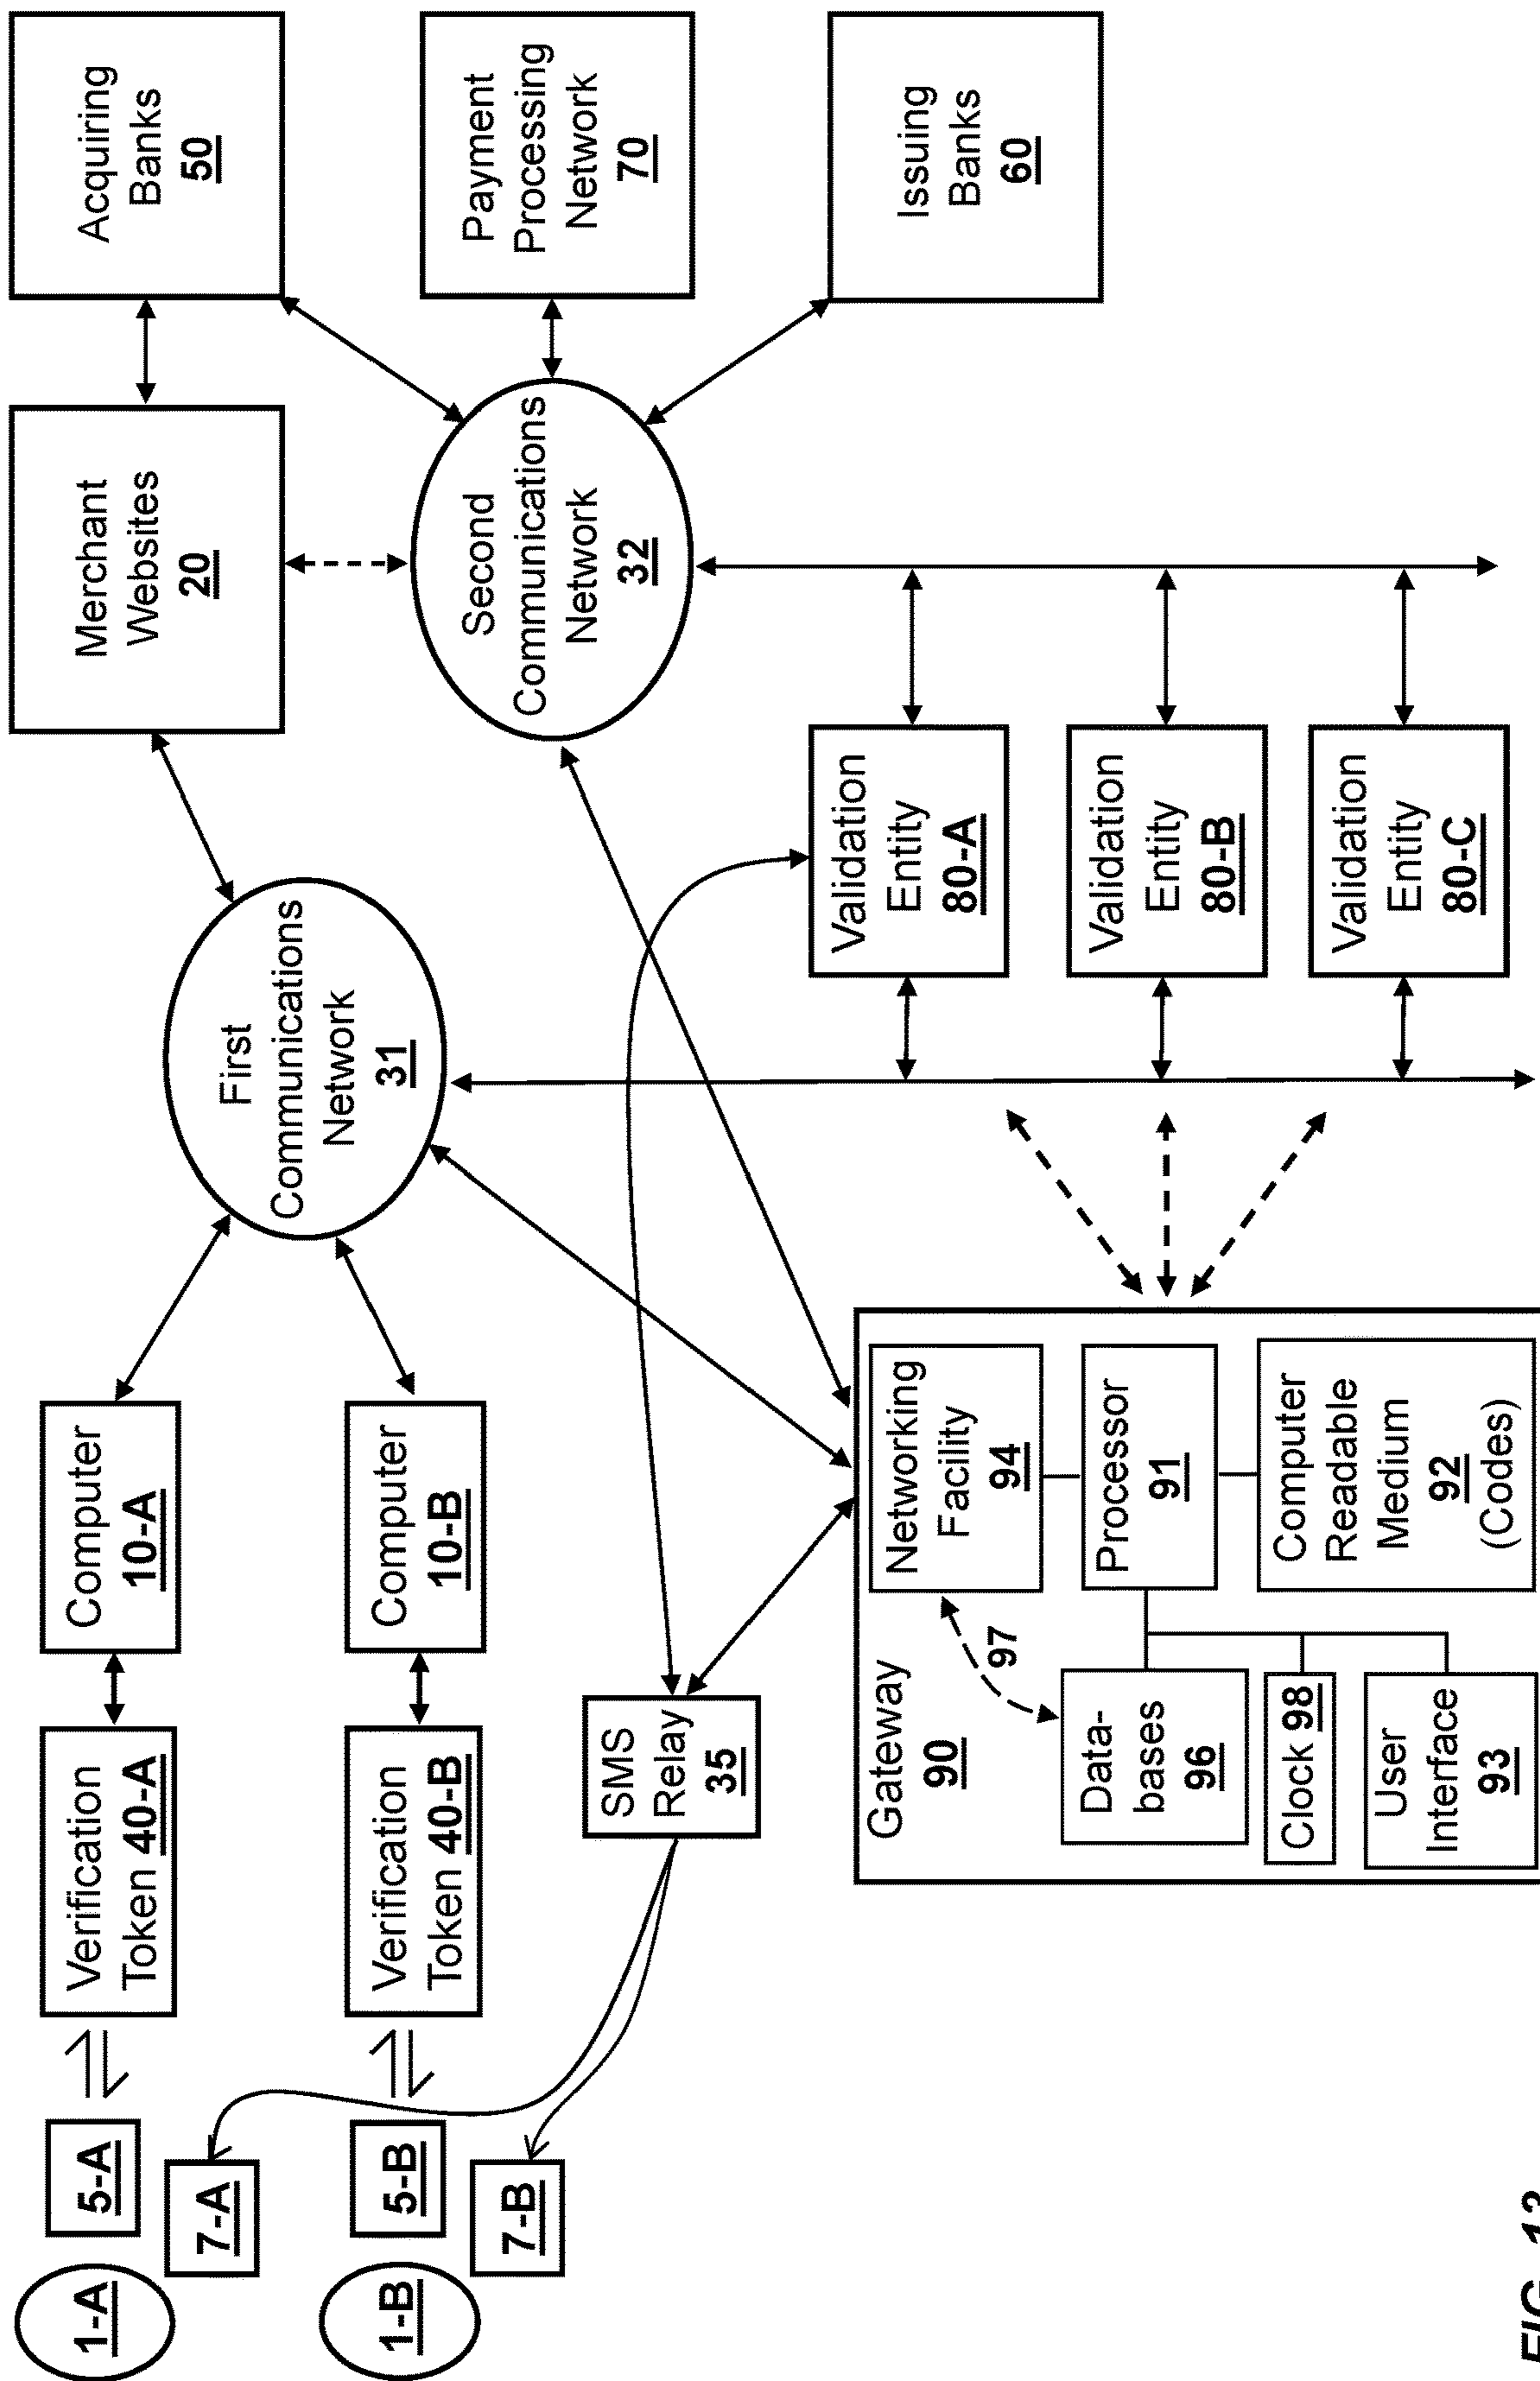 1-A
5-A
7-A
Verification
Token 40-A
Computer
10-A
1-B
5-B
7-B
Verification
Token 40-B
Computer
10-B
First
Communications
Network
31
Merchant
Websites
20
Acquiring
Banks
50
Second
Communications
Network
32
Payment
Processing
Network
70
Issuing
Banks
60
SMS
Relay
35
Gateway
90
Networking
Facility
94
97
Data-
bases
96
Processor
91
Clock 98
User
Interface
93
Computer
Readable
Medium
92
(Codes)
Validation
Entity
80-A
Validation
Entity
80-B
Validation
Entity
80-C